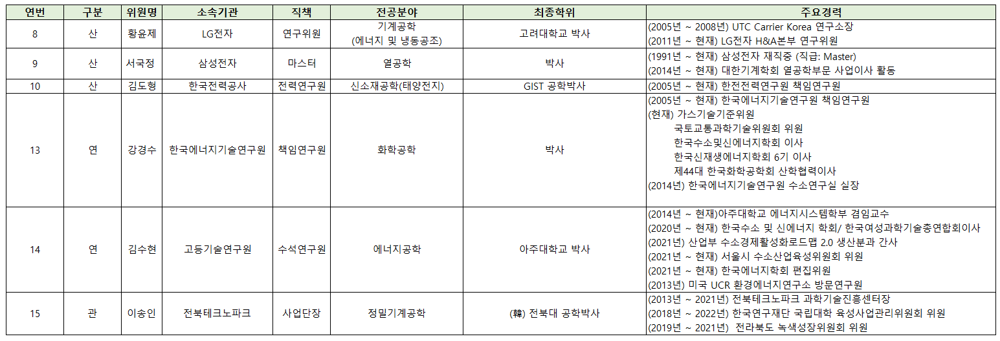 연번 구분 위원명 소속기관 직책 전공분야 최종학위 주요경력
8 산 황윤제 LG전자 연구위원 기계공학 (에너지 및 냉동공조) 고려대학교 박사 (2005년 ~ 2008년) UTC Carrier Korea 연구소장
(2011년 ~ 현재) LG전자 H&A본부 연구위원
9 산 서국정 삼성전자 마스터 열공학 박사 (1991년 ~ 현재) 삼성전자 재직중 (직급: Master)
(2014년 ~ 현재) 대한기계학회 열공학부문 사업이사 활동
10 산 김도형 한국전력공사 전력연구원 신소재공학(태양전지) GIST 공학박사 (2005년 ~ 현재) 한전전력연구원 책임연구원
13 연 강경수 한국에너지기술연구원 책임연구원 화학공학 박사 (2005년 ~ 현재) 한국에너지기술연구원 책임연구원
(현재) 가스기술기준위원
국토교통과학기술위원회 위원
한국수소및신에너지학회 이사
한국신재생에너지학회 6기 이사
제44대 한국화학공학회 산학협력이사
(2014년) 한국에너지기술연구원 수소연구실 실장
14 연 김수현 고등기술연구원 수석연구원 에너지공학 아주대학교 박사 (2014년 ~ 현재)아주대학교 에너지시스템학부 겸임교수
(2020년 ~ 현재) 한국수소 및 신에너지 학회/ 한국여성과학기술총연합회이사
(2021년) 산업부 수소경제활성화로드맵 2.0 생산분과 간사
(2021년 ~ 현재) 서울시 수소산업육성위원회 위원
(2021년 ~ 현재) 한국에너지학회 편집위원
(2013년) 미국 UCR 환경에너지연구소 방문연구원
15 관 이송인 전북테크노파크 사업단장 정밀기계공학 (韓) 전북대 공학박사 (2013년 ~ 2021년) 전북테크노파크 과학기술진흥센터장
(2018년 ~ 2022년) 한국연구재단 국립대학 육성사업관리위원회 위원
(2019년 ~ 2021년) 전라북도 녹색성장위원회 위원